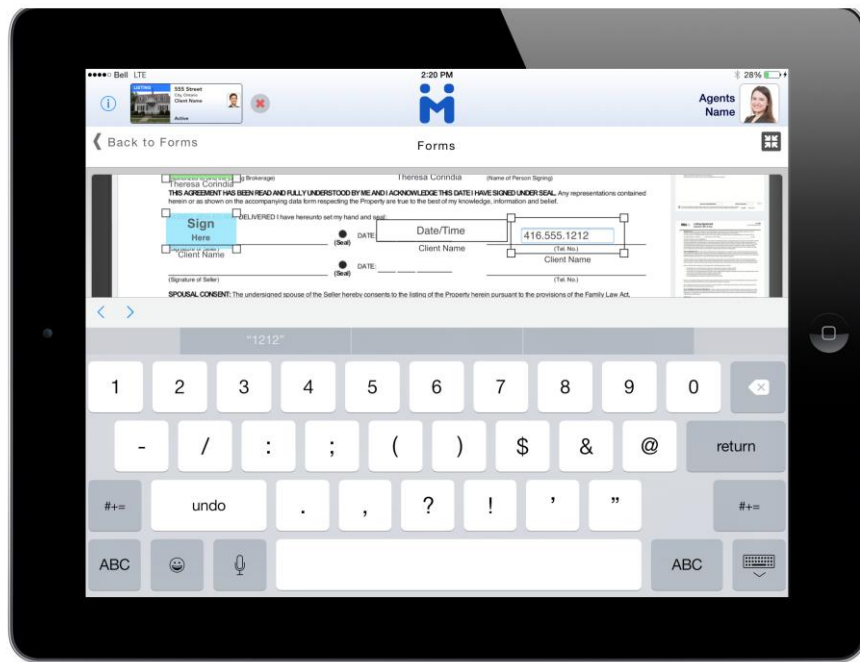 Bell LTE 2:20 PM 28%
LISTING
555 Street
City, Ontario
Client Name
Active
Agents
Name
Back to Forms
Forms
g Brokerage)
Theresa Corindia
Theresa Corindia
(Name of Person Signing)
THIS AGREEMENT HAS BEEN READ AND FULLY UNDERSTOOD BY ME AND I ACKNOWLEDGE THIS DATE I HAVE SIGNED UNDER SEAL. Any representations contained
herein or as shown on the accompanying data form respecting the Property are true to the best of my knowledge, information and belief.
DELIVERED I have hereunto set my hand and seal:
Sign
Here
(Seal)
DATE:
Date/Time
416.555.1212
(Signature of Seller)
Client Name
Client Name
(Tel. No.)
Client Name
(Seal)
DATE:
(Signature of Seller)
(Tel. No.)
SPOUSAL CONSENT: The undersigned spouse of the Seller hereby consents to the listing of the Property herein pursuant to the provisions of the Family Law Act,
"1212"
1 2 3 4 5 6 7 8 9 0
- / : ; ( ) $ & @ return
#+= undo . , ? ! ' " #+=
ABC ABC